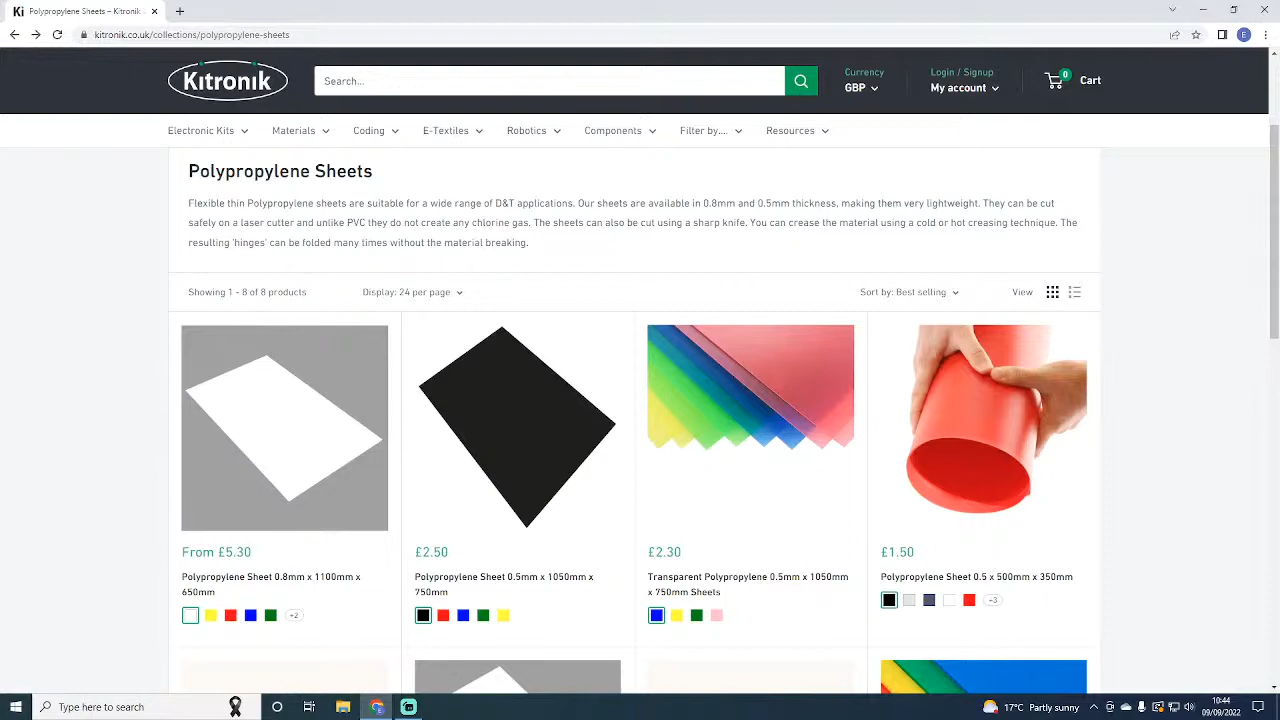 Ki Polypropylene Sheets – Kitronik
kitronik.co.uk/collections/polypropylene-sheets
E
Kitronik
Search...
Currency
GBP
Login / Signup
My account
0
Cart
Electronic Kits Materials Coding E-Textiles Robotics Components Filter by.... Resources
Polypropylene Sheets
Flexible thin Polypropylene sheets are suitable for a wide range of D&T applications. Our sheets are available in 0.8mm and 0.5mm thickness, making them very lightweight. They can be cut
safely on a laser cutter and unlike PVC they do not create any chlorine gas. The sheets can also be cut using a sharp knife. You can crease the material using a cold or hot creasing technique. The
resulting 'hinges' can be folded many times without the material breaking.
Showing 1 - 8 of 8 products Display: 24 per page Sort by: Best selling View
From £5.30
Polypropylene Sheet 0.8mm x 1100mm x
650mm
+2
£2.50
Polypropylene Sheet 0.5mm x 1050mm x
750mm
£2.30
Transparent Polypropylene 0.5mm x 1050mm
x 750mm Sheets
£1.50
Polypropylene Sheet 0.5 x 500mm x 350mm
+3
Type here to search
17°C Partly sunny
10:44
09/09/2022